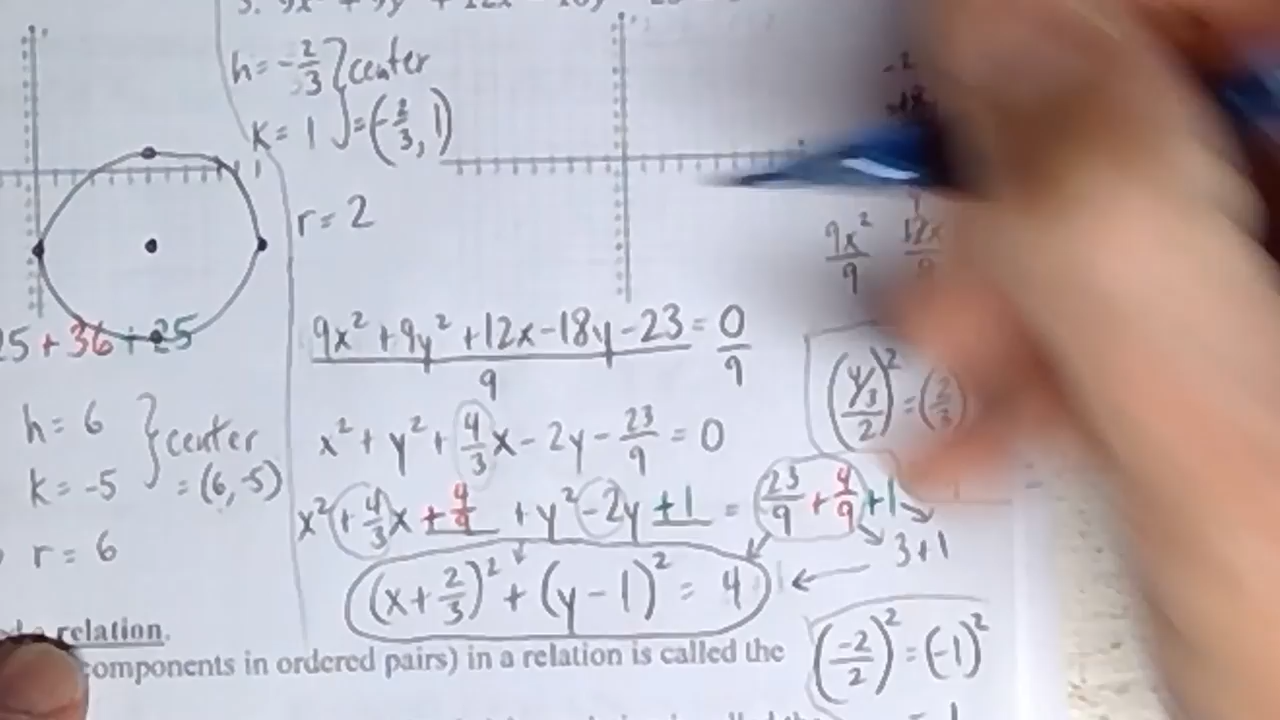 h = -2/3 } center
k = 1 } = (-2/3, 1)
r = 2
25 + 36 + 25
h = 6 } center
k = -5 } = (6, -5)
r = 6
9x² + 9y² + 12x - 18y - 23 = 0
9 9
x² + y² + 4/3x - 2y - 23/9 = 0
x² + 4/3x + 4/9 + y² - 2y + 1 = 23/9 + 4/9 + 1
3 + 1
(x + 2/3)² + (y - 1)² = 4
9x²/9 12x
((4/3)/2)² = (2/3)
(-2/2)² = (-1)²
= 1
relation.
components in ordered pairs) in a relation is called the